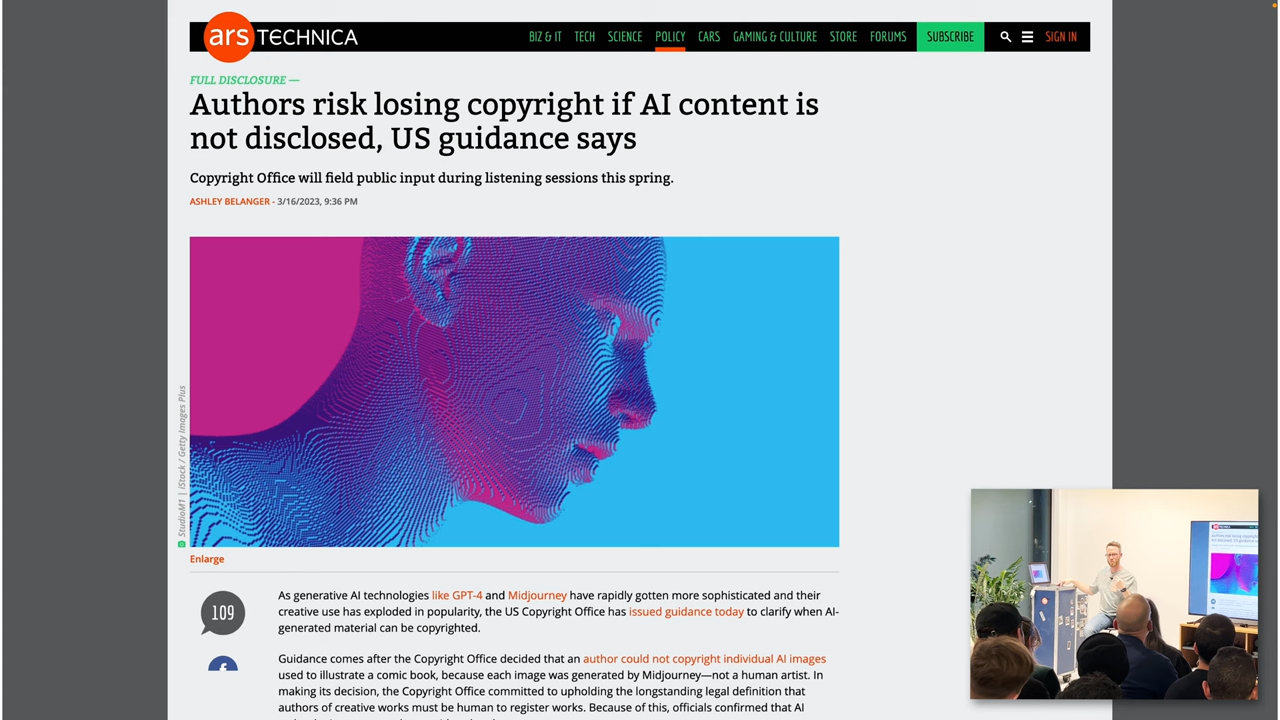 ars TECHNICA
BIZ & IT TECH SCIENCE POLICY CARS GAMING & CULTURE STORE FORUMS SUBSCRIBE SIGN IN
FULL DISCLOSURE —
Authors risk losing copyright if AI content is
not disclosed, US guidance says
Copyright Office will field public input during listening sessions this spring.
ASHLEY BELANGER - 3/16/2023, 9:36 PM
StudioM1 | iStock / Getty Images Plus
Enlarge
109
As generative AI technologies like GPT-4 and Midjourney have rapidly gotten more sophisticated and their
creative use has exploded in popularity, the US Copyright Office has issued guidance today to clarify when AI-
generated material can be copyrighted.
f
Guidance comes after the Copyright Office decided that an author could not copyright individual AI images
used to illustrate a comic book, because each image was generated by Midjourney—not a human artist. In
making its decision, the Copyright Office committed to upholding the longstanding legal definition that
authors of creative works must be human to register works. Because of this, officials confirmed that AI